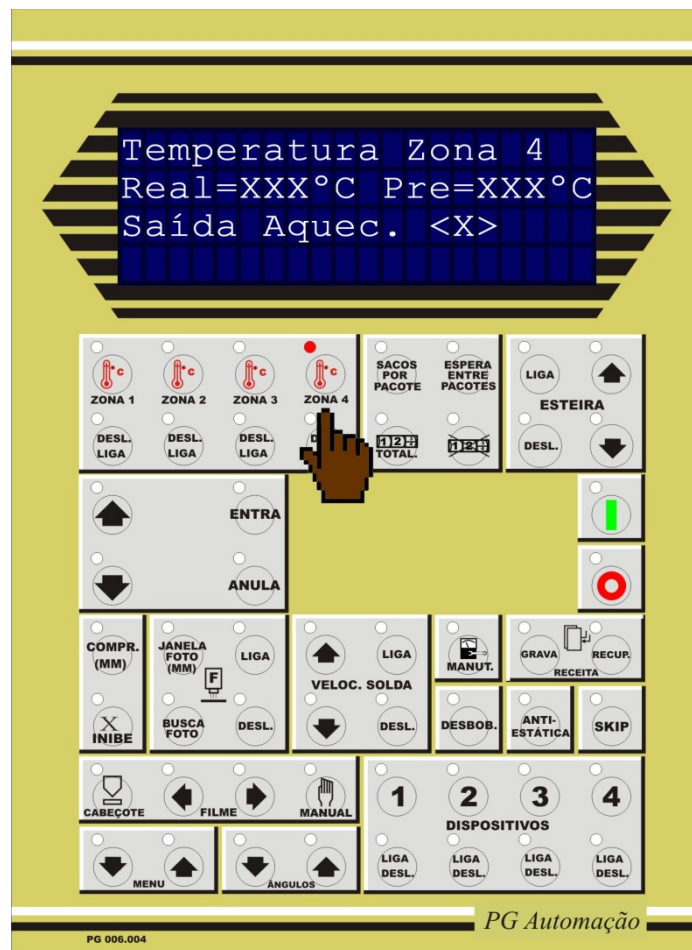 Temperatura Zona 4
Real=XXX°C Pre=XXX°C
Saída Aquec. <X>
°C °C °C °C
ZONA 1 ZONA 2 ZONA 3 ZONA 4
DESL. LIGA
DESL. LIGA
DESL. LIGA
SACOS POR PACOTE
ESPERA ENTRE PACOTES
12
TOTAL.
12
LIGA
ESTEIRA
DESL.
ENTRA
ANULA
COMPR. (MM)
X
INIBE
JANELA FOTO (MM)
F
LIGA
BUSCA FOTO
DESL.
LIGA
VELOC. SOLDA
DESL.
MANUT.
GRAVA RECUP.
RECEITA
DESBOB.
ANTI-ESTÁTICA
SKIP
CABEÇOTE
FILME
MANUAL
1 2 3 4
DISPOSITIVOS
LIGA LIGA LIGA LIGA
DESL. DESL. DESL. DESL.
MENU
ÂNGULOS
PG Automação
PG 006.004